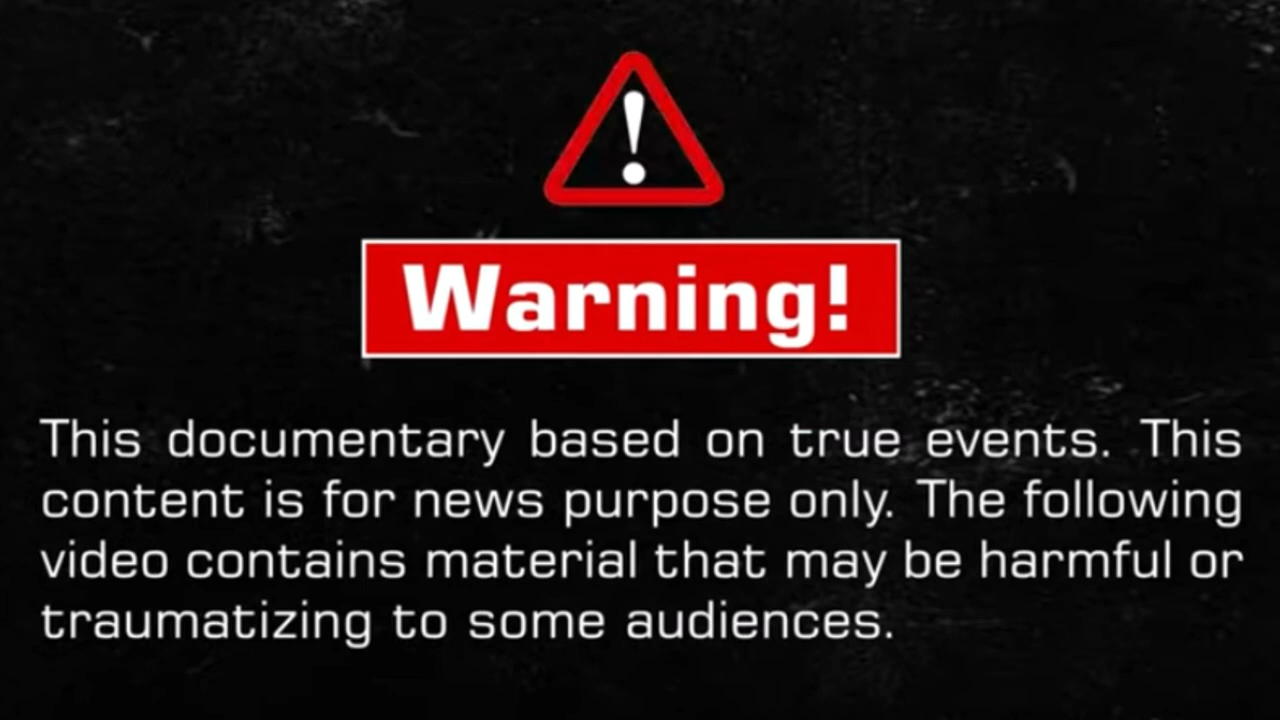 !
Warning!
This documentary based on true events. This
content is for news purpose only. The following
video contains material that may be harmful or
traumatizing to some audiences.